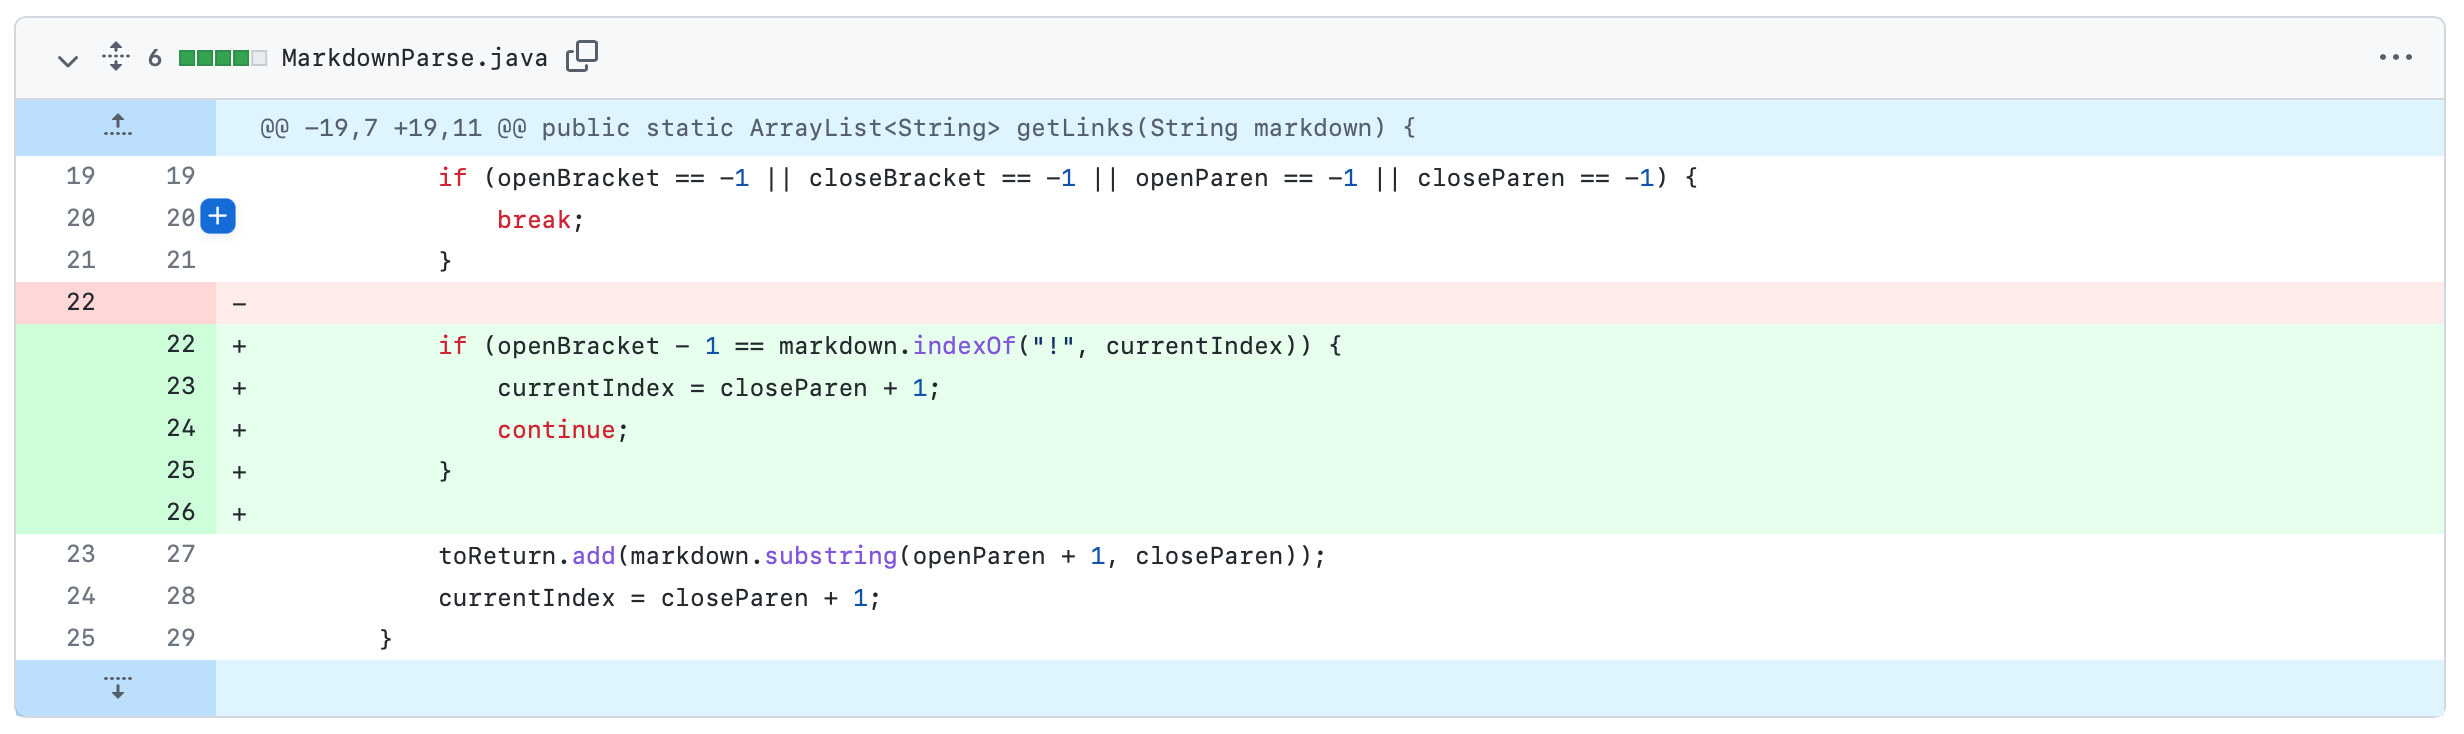 6 MarkdownParse.java
@@ -19,7 +19,11 @@ public static ArrayList<String> getLinks(String markdown) {
19 19 if (openBracket == -1 || closeBracket == -1 || openParen == -1 || closeParen == -1) {
20 20 break;
21 21 }
22 -
22 + if (openBracket - 1 == markdown.indexOf("!", currentIndex)) {
23 + currentIndex = closeParen + 1;
24 + continue;
25 + }
26 +
23 27 toReturn.add(markdown.substring(openParen + 1, closeParen));
24 28 currentIndex = closeParen + 1;
25 29 }